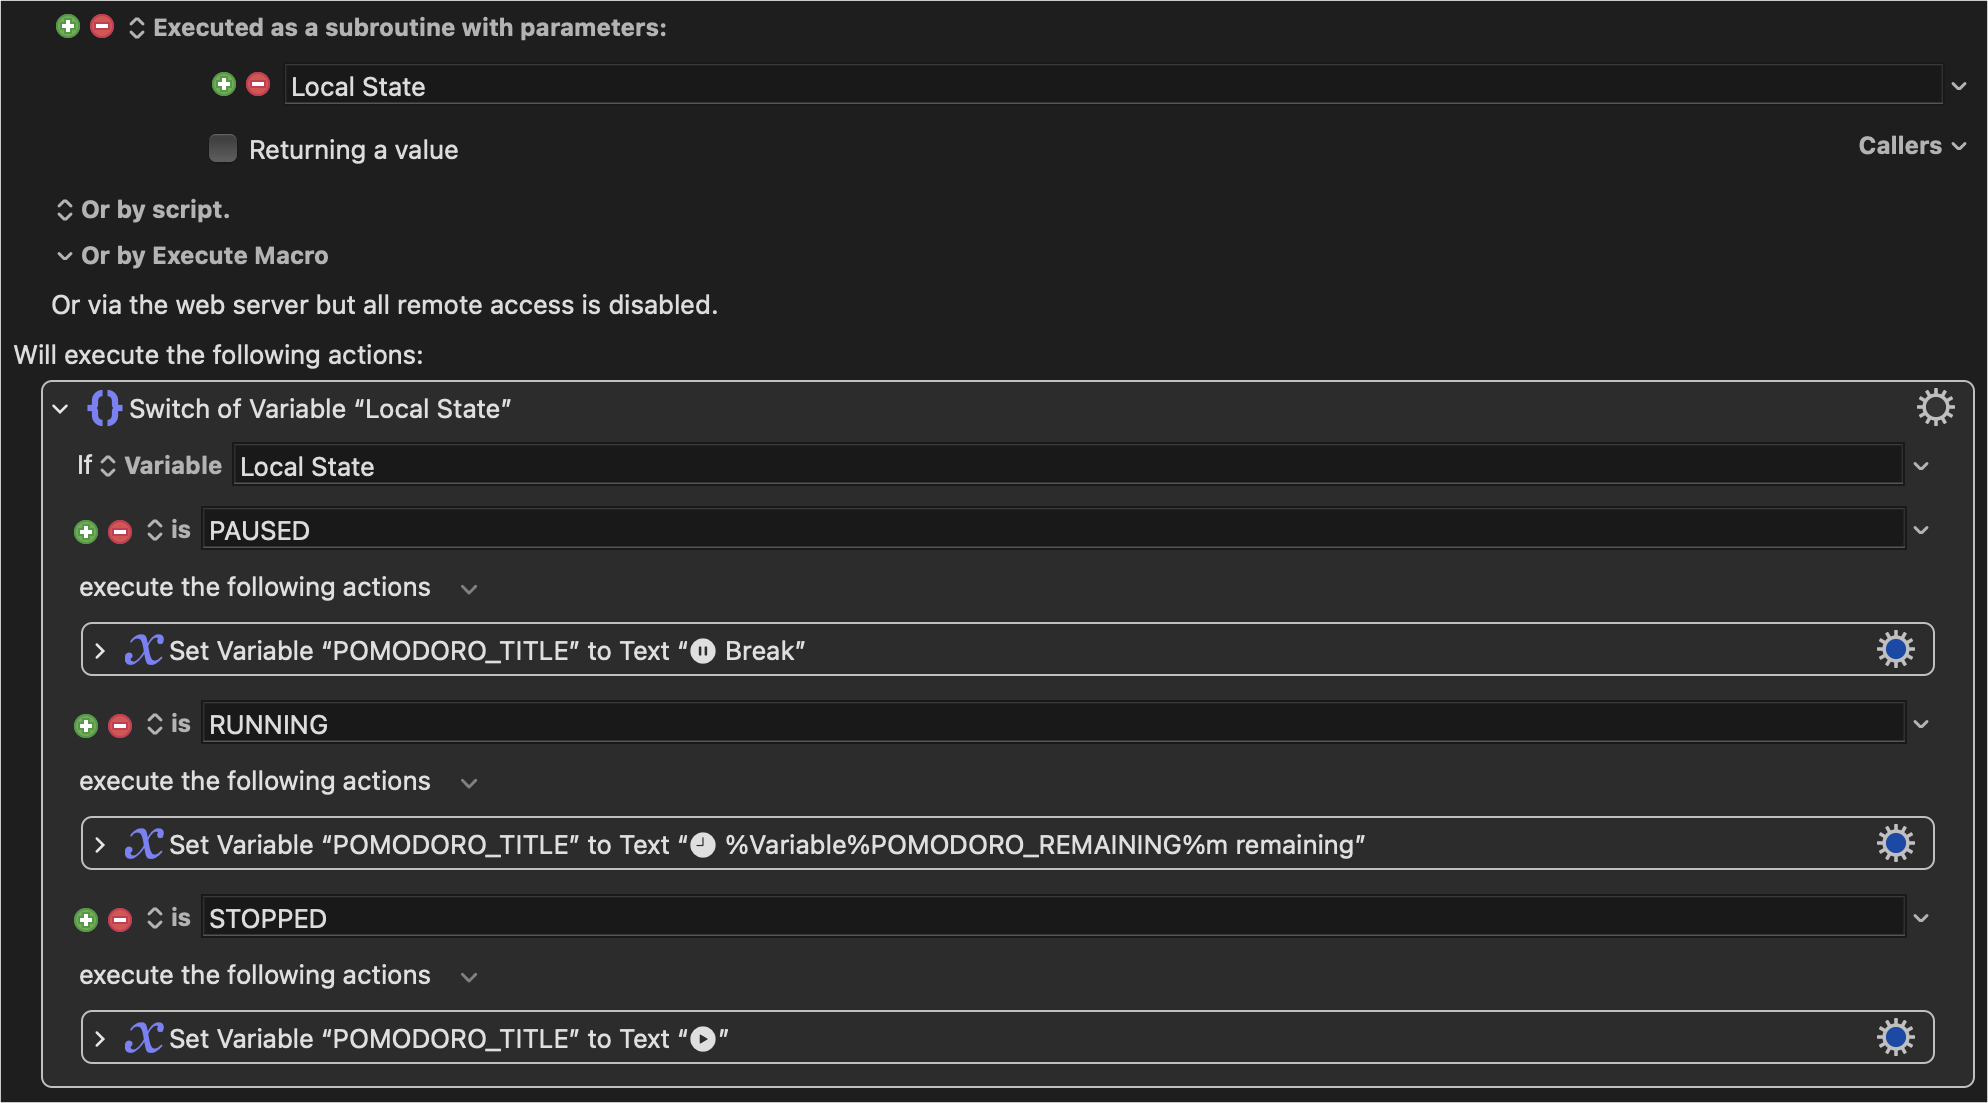 Executed as a subroutine with parameters:
Local State
Returning a value
Callers
Or by script.
Or by Execute Macro
Or via the web server but all remote access is disabled.
Will execute the following actions:
Switch of Variable “Local State”
If Variable Local State
is PAUSED
execute the following actions
Set Variable “POMODORO_TITLE” to Text “⏸ Break”
is RUNNING
execute the following actions
Set Variable “POMODORO_TITLE” to Text “🕘 %Variable%POMODORO_REMAINING%m remaining”
is STOPPED
execute the following actions
Set Variable “POMODORO_TITLE” to Text “▶”